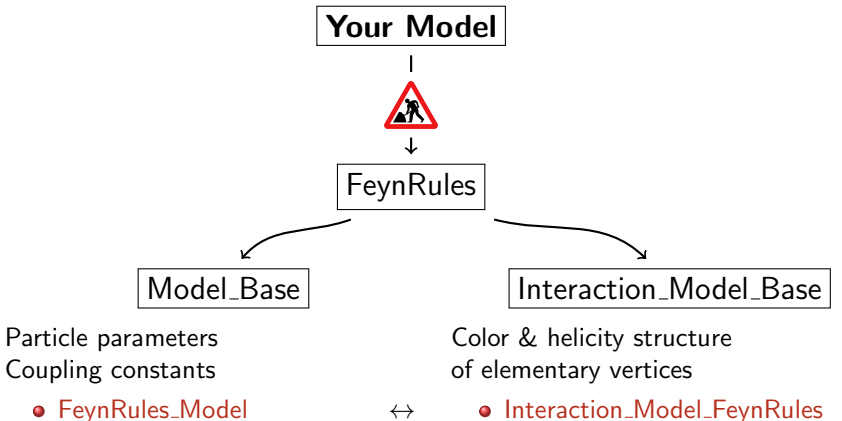 Your Model
FeynRules
Model_Base
Interaction_Model_Base
Particle parameters
Coupling constants
Color & helicity structure
of elementary vertices
FeynRules_Model ↔ Interaction_Model_FeynRules